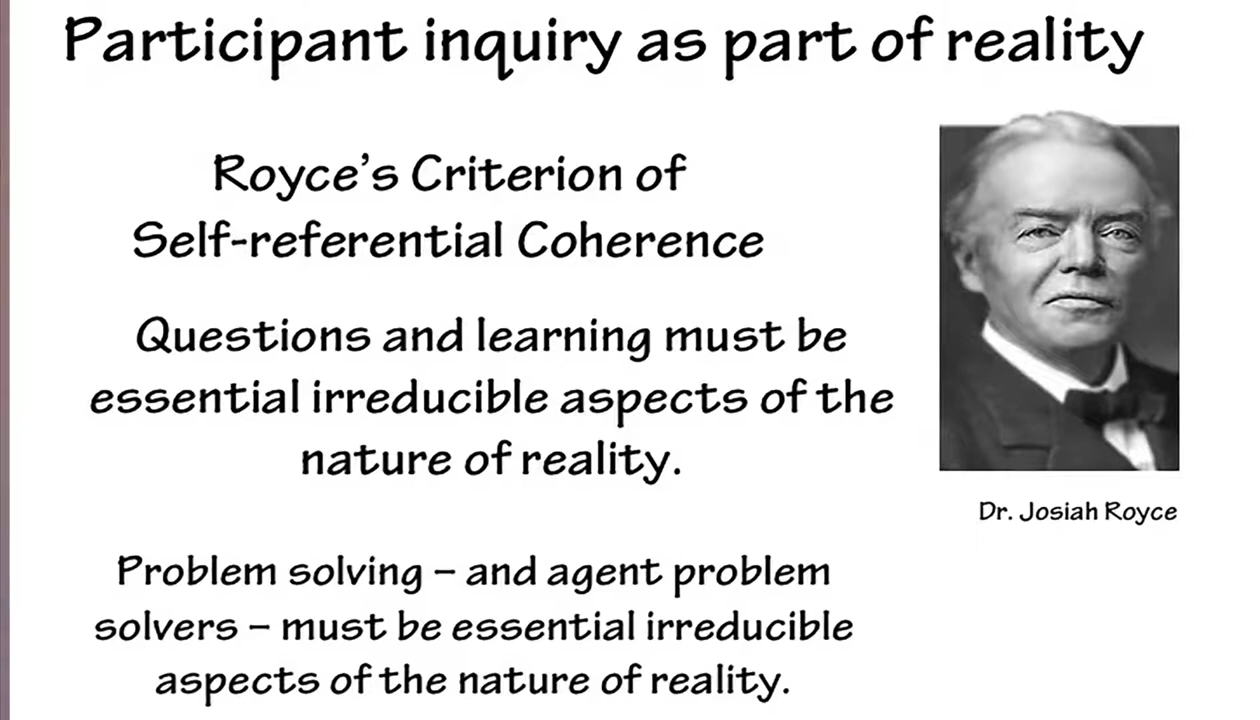 Participant inquiry as part of reality
Royce’s Criterion of
Self-referential Coherence
Questions and learning must be
essential irreducible aspects of the
nature of reality.
Dr. Josiah Royce
Problem solving – and agent problem
solvers – must be essential irreducible
aspects of the nature of reality.